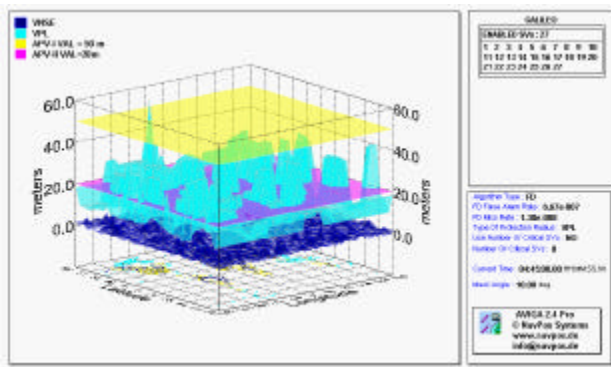 VNSE
VPL
APV-I VAL = 50 m
APV-II VAL=20m
60.0
40.0
20.0
0.0
meters
60.0
40.0
20.0
0.0
meters
GALILEO
ENABLED SVs: 27
1 2 3 4 5 6 7 8 9 10
11 12 13 14 15 16 17 18 19 20
21 22 23 24 25 26 27
Algorithm Type: FD
FD False Alarm Rate:
FD Miss Rate:
Type Of Protection Radius: VPL
Number Of Critical SVs:
Current Time:
Mask Angle: 10.00
AVIGA 2.4 Pro
© NavPos Systems
www.navpos.de
info@navpos.de